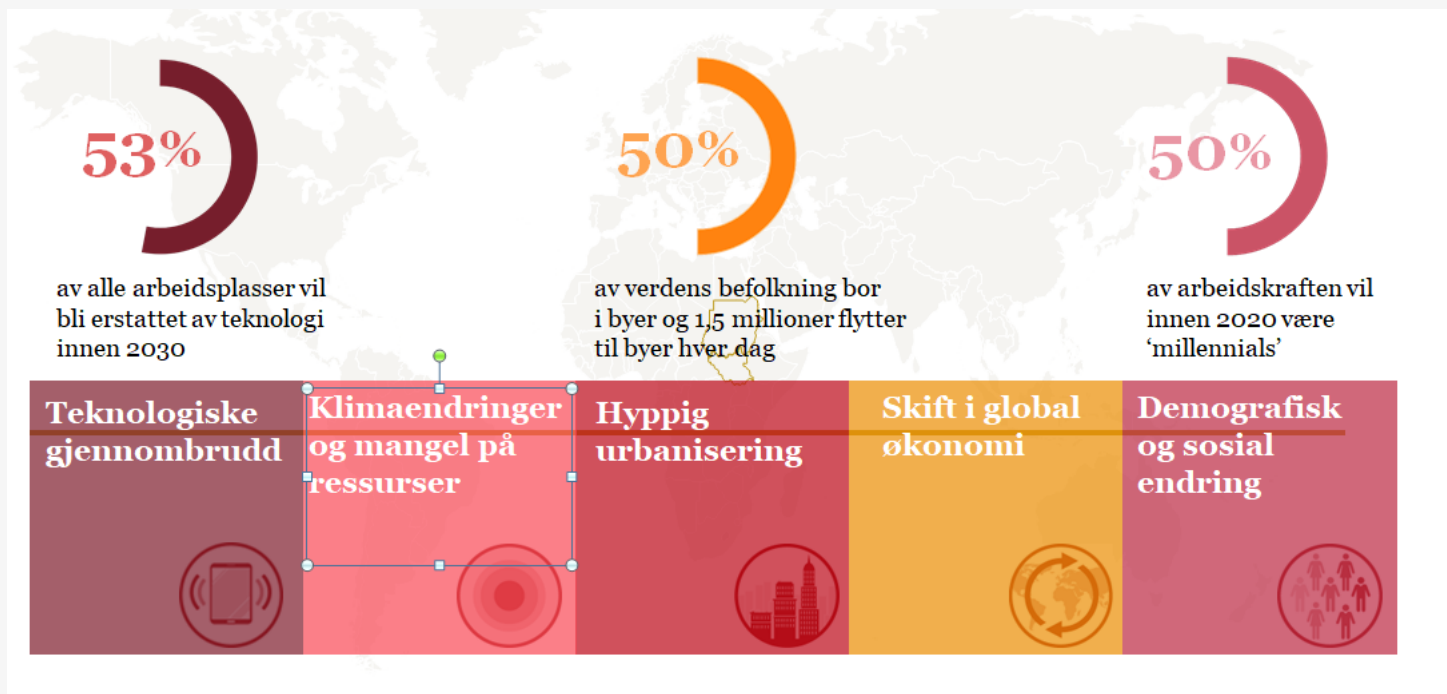 53%
av alle arbeidsplasser vil
bli erstattet av teknologi
innen 2030
50%
av verdens befolkning bor
i byer og 1,5 millioner flytter
til byer hver dag
50%
av arbeidskraften vil
innen 2020 være
‘millennials’
Teknologiske
gjennombrudd
Klimaendringer
og mangel på
ressurser
Hyppig
urbanisering
Skift i global
økonomi
Demografisk
og sosial
endring